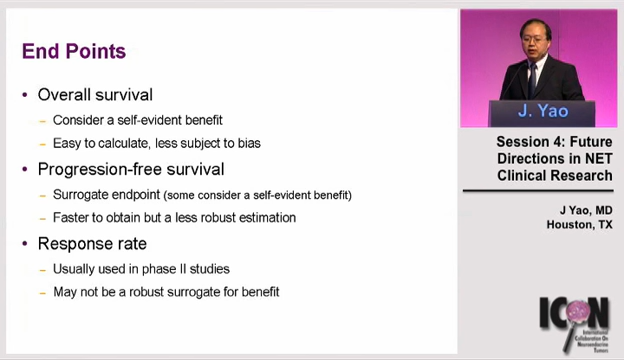 End Points
• Overall survival
– Consider a self-evident benefit
– Easy to calculate, less subject to bias
• Progression-free survival
– Surrogate endpoint (some consider a self-evident benefit)
– Faster to obtain but a less robust estimation
• Response rate
– Usually used in phase II studies
– May not be a robust surrogate for benefit
J. Yao
Session 4: Future
Directions in NET
Clinical Research
J Yao, MD
Houston, TX
ICON
International
Collaboration On
Neuroendocrine
Tumors